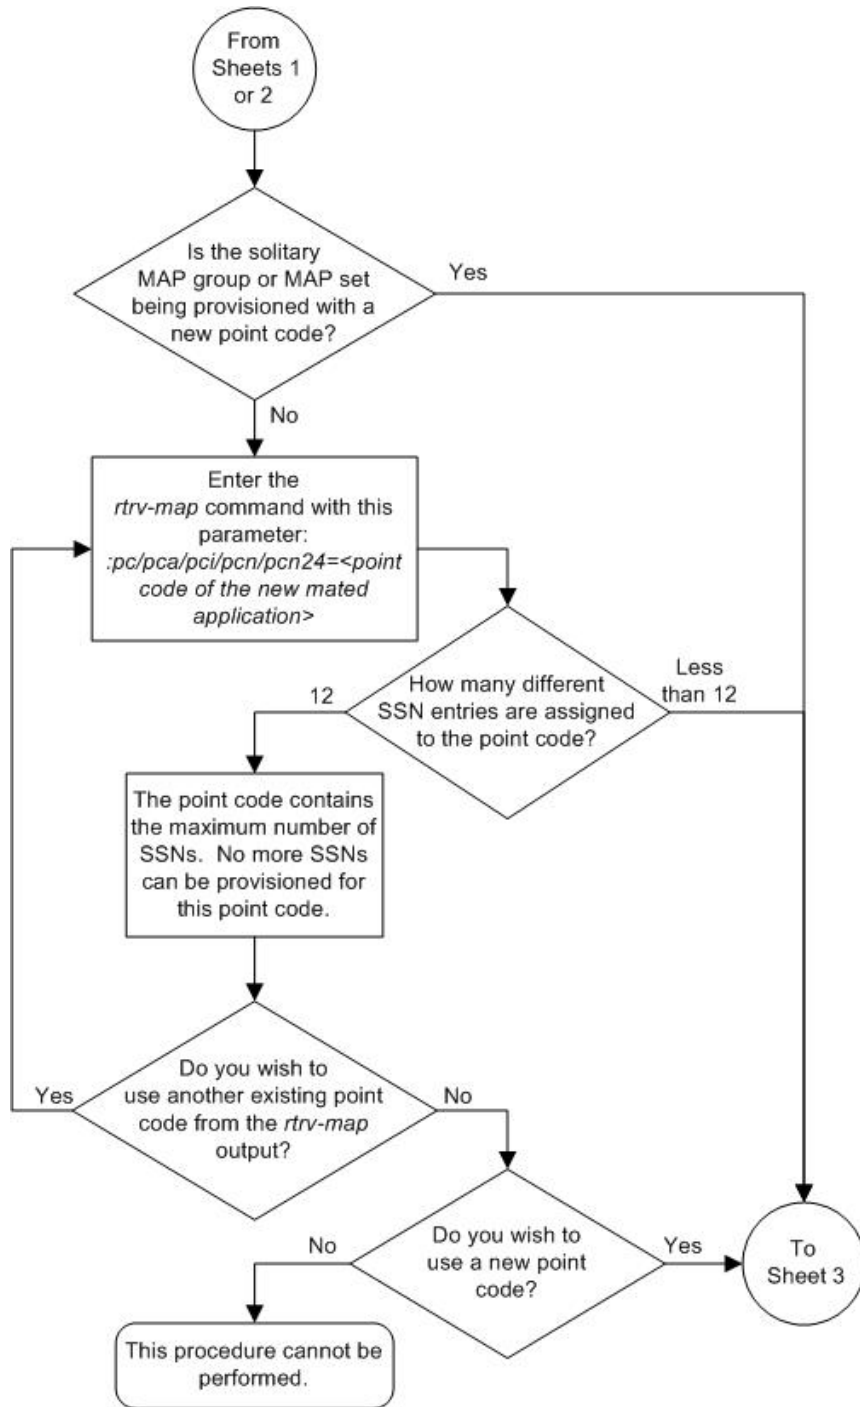 From
Sheets 1
or 2
Is the solitary
MAP group or MAP set
being provisioned with a
new point code?
Yes
No
Enter the
rtrv-map command with this
parameter:
:pc/pca/pci/pcn/pcn24=<point
code of the new mated
application>
How many different
SSN entries are assigned
to the point code?
12
Less
than 12
The point code contains
the maximum number of
SSNs.  No more SSNs
can be provisioned for
this point code.
Do you wish to
use another existing point
code from the rtrv-map
output?
Yes
No
Do you wish to
use a new point
code?
No
Yes
To
Sheet 3
This procedure cannot be
performed.